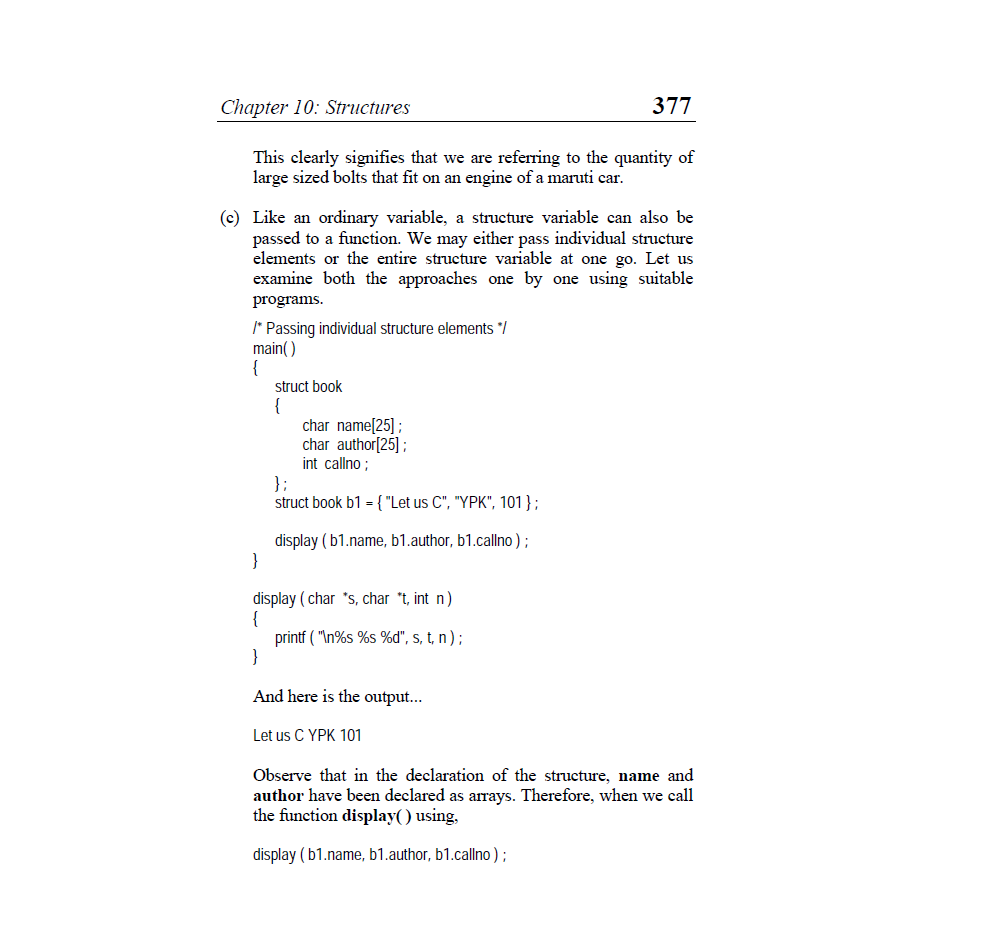 Chapter 10: Structures 377
This clearly signifies that we are referring to the quantity of
large sized bolts that fit on an engine of a maruti car.
(c) Like an ordinary variable, a structure variable can also be
passed to a function. We may either pass individual structure
elements or the entire structure variable at one go. Let us
examine both the approaches one by one using suitable
programs.
/* Passing individual structure elements */
main( )
{
struct book
{
char name[25] ;
char author[25] ;
int callno ;
} ;
struct book b1 = { "Let us C", "YPK", 101 } ;
display ( b1.name, b1.author, b1.callno ) ;
}
display ( char *s, char *t, int n )
{
printf ( "\n%s %s %d", s, t, n ) ;
}
And here is the output...
Let us C YPK 101
Observe that in the declaration of the structure, name and
author have been declared as arrays. Therefore, when we call
the function display( ) using,
display ( b1.name, b1.author, b1.callno ) ;